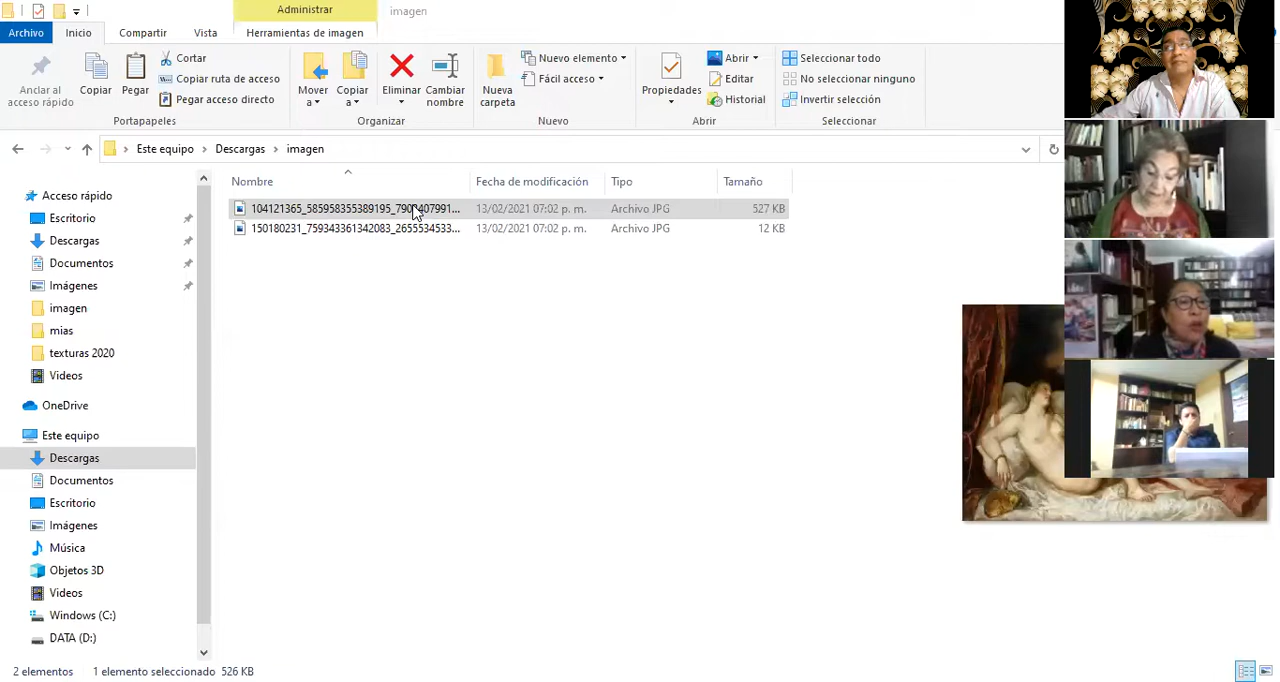 Administrar
imagen
Archivo
Inicio
Compartir
Vista
Herramientas de imagen
Anclar al acceso rápido
Copiar
Pegar
Cortar
Copiar ruta de acceso
Pegar acceso directo
Portapapeles
Mover a
Copiar a
Eliminar
Cambiar nombre
Organizar
Nueva carpeta
Nuevo elemento
Fácil acceso
Nuevo
Propiedades
Abrir
Editar
Historial
Abrir
Seleccionar todo
No seleccionar ninguno
Invertir selección
Seleccionar
Este equipo > Descargas > imagen
Nombre Fecha de modificación Tipo Tamaño
13/02/2021 07:02 p. m. Archivo JPG 527 KB
150180231_759343361342083_2655534533... 13/02/2021 07:02 p. m. Archivo JPG 12 KB
Acceso rápido
Escritorio
Descargas
Documentos
Imágenes
imagen
mias
texturas 2020
Videos
OneDrive
Este equipo
Descargas
Documentos
Escritorio
Imágenes
Música
Objetos 3D
Videos
Windows (C:)
DATA (D:)
2 elementos 1 elemento seleccionado 526 KB